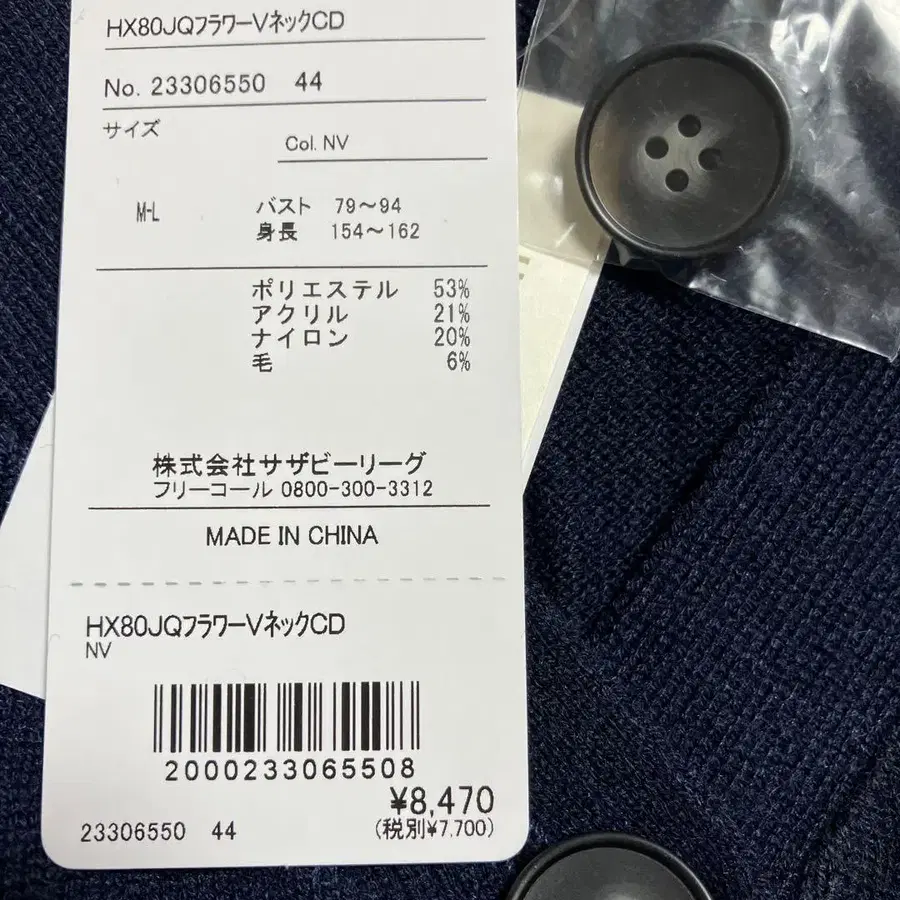 HX80JQフラワーVネックCD
No. 23306550 44
サイズ
Col. NV
M-L バスト 79〜94
身長 154〜162
ポリエステル 53%
アクリル 21%
ナイロン 20%
毛 6%
株式会社サザビーリーグ
フリーコール 0800-300-3312
MADE IN CHINA
HX80JQフラワーVネックCD
NV
2000233065508
¥8,470
23306550 44 (税別¥7,700)